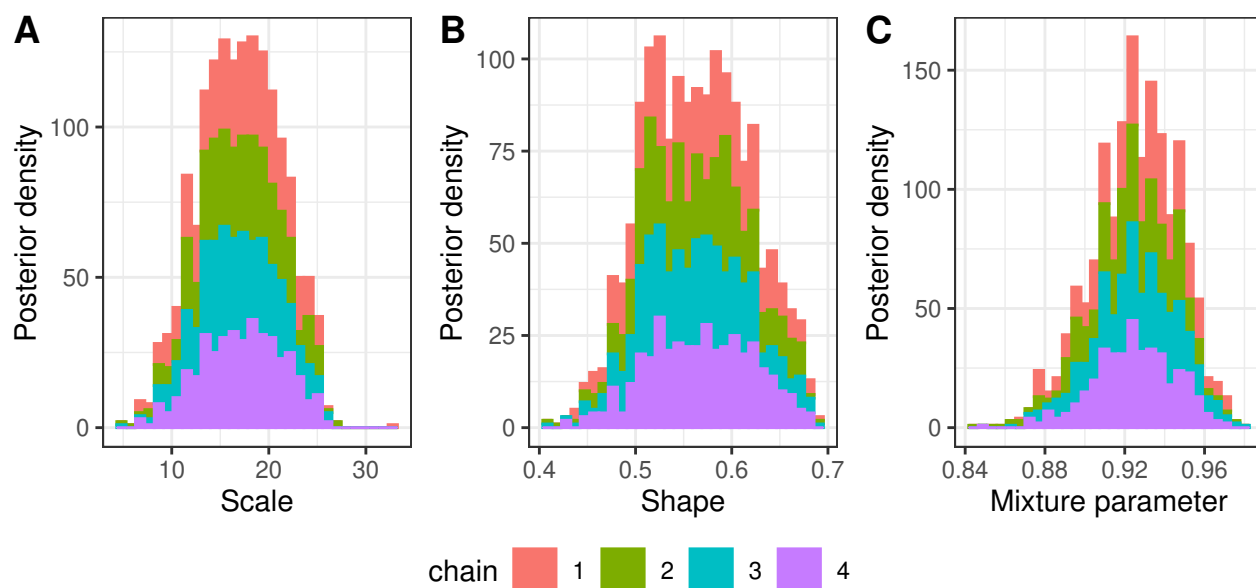 A
Posterior density
100
50
0
10 20 30
Scale
B
Posterior density
100
75
50
25
0
0.4 0.5 0.6 0.7
Shape
C
Posterior density
150
100
50
0
0.84 0.88 0.92 0.96
Mixture parameter
chain 1 2 3 4